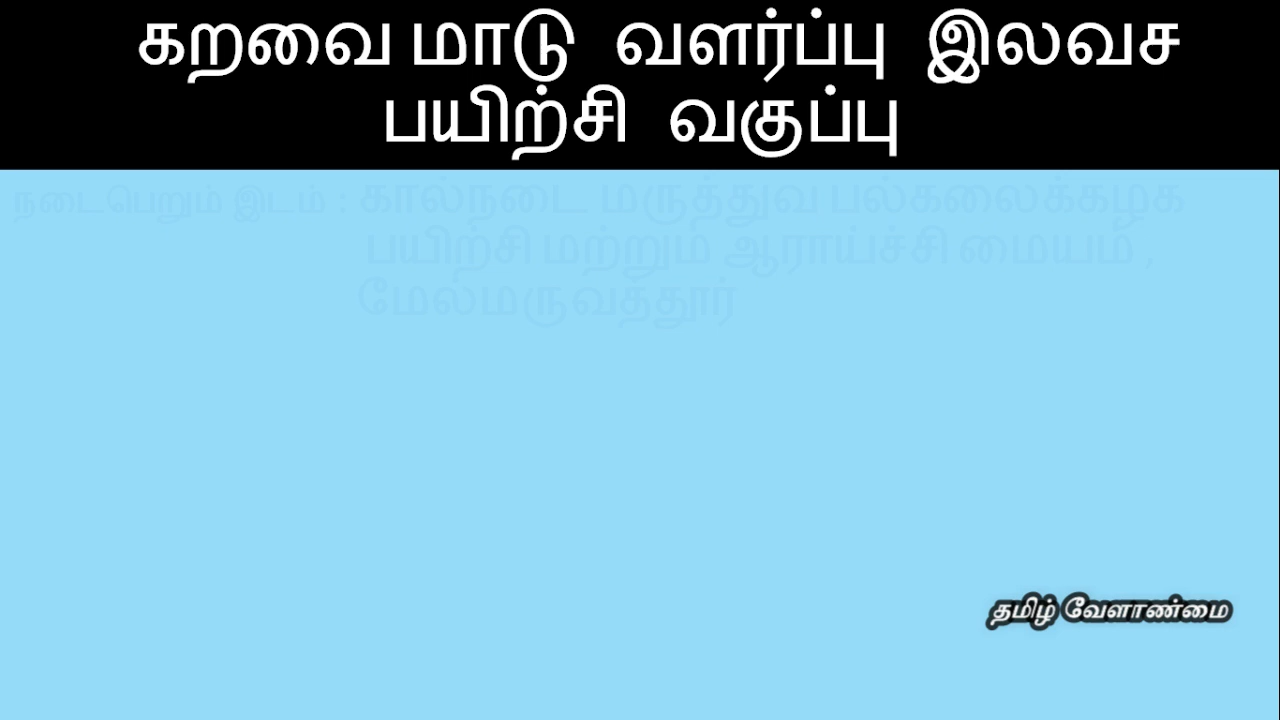 கறவை மாடு வளர்ப்பு இலவச
பயிற்சி வகுப்பு
நடைபெறும் இடம் : கால்நடை மருத்துவ பல்கலைக்கழக
பயிற்சி மற்றும் ஆராய்ச்சி மையம் ,
மேல்மருவத்தூர்
தமிழ் வேளாண்மை